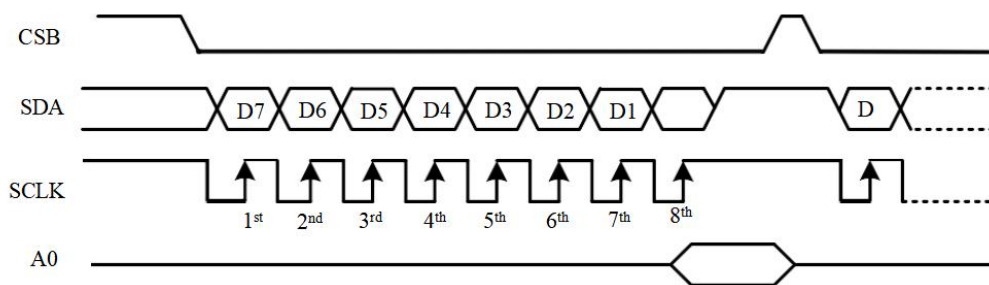 CSB
SDA D7 D6 D5 D4 D3 D2 D1 D
SCLK
1st 2nd 3rd 4th 5th 6th 7th 8th
A0